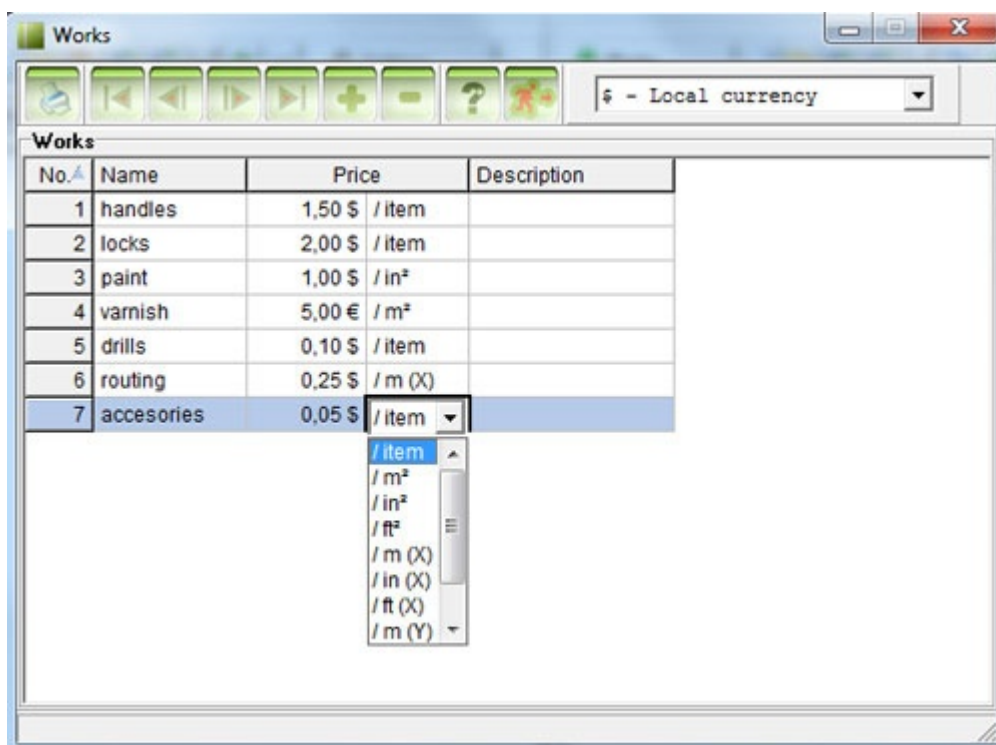 Works
? $ - Local currency
Works
No. Name Price Description
1 handles 1,50 $ / item
2 locks 2,00 $ / item
3 paint 1,00 $ / in²
4 varnish 5,00 € / m²
5 drills 0,10 $ / item
6 routing 0,25 $ / m (X)
7 accesories 0,05 $ / item
/ item
/ m²
/ in²
/ ft²
/ m (X)
/ in (X)
/ ft (X)
/ m (Y)